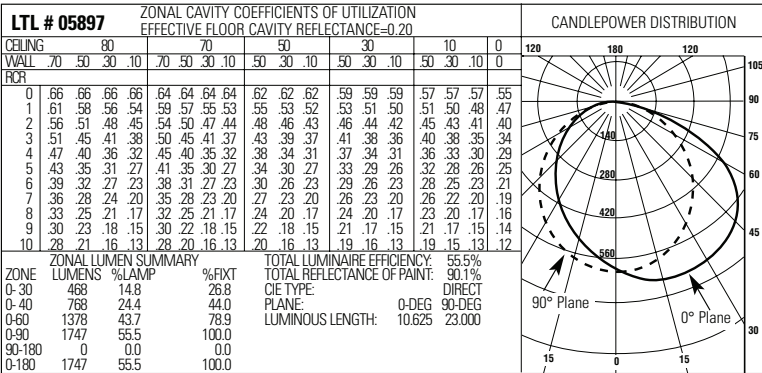 LTL # 05897
ZONAL CAVITY COEFFICIENTS OF UTILIZATION
EFFECTIVE FLOOR CAVITY REFLECTANCE=0.20
CEILING 80 70 50 30 10 0
WALL .70 .50 .30 .10 .70 .50 .30 .10 .50 .30 .10 .50 .30 .10 .50 .30 .10 0
RCR
0 .66 .66 .66 .66 .64 .64 .64 .64 .62 .62 .62 .59 .59 .59 .57 .57 .57 .55
1 .61 .58 .56 .54 .59 .57 .55 .53 .55 .53 .52 .53 .51 .50 .51 .50 .48 .47
2 .56 .51 .48 .45 .54 .50 .47 .44 .48 .46 .43 .46 .44 .42 .45 .43 .41 .40
3 .51 .45 .41 .38 .50 .45 .41 .37 .43 .39 .37 .41 .38 .36 .40 .38 .35 .34
4 .47 .40 .36 .32 .45 .40 .35 .32 .38 .34 .31 .37 .34 .31 .36 .33 .30 .29
5 .43 .35 .31 .27 .41 .35 .30 .27 .34 .30 .27 .33 .29 .26 .32 .28 .26 .25
6 .39 .32 .27 .23 .38 .31 .27 .23 .30 .26 .23 .29 .26 .23 .28 .25 .23 .21
7 .36 .28 .24 .20 .35 .28 .23 .20 .27 .23 .20 .26 .23 .20 .26 .22 .20 .19
8 .33 .25 .21 .17 .32 .25 .21 .17 .24 .20 .17 .24 .20 .17 .23 .20 .17 .16
9 .30 .23 .18 .15 .30 .22 .18 .15 .22 .18 .15 .21 .17 .15 .21 .17 .15 .14
10 .28 .21 .16 .13 .28 .20 .16 .13 .20 .16 .13 .19 .16 .13 .19 .15 .13 .12
ZONAL LUMEN SUMMARY
ZONE LUMENS %LAMP %FIXT
0- 30 468 14.8 26.8
0- 40 768 24.4 44.0
0-60 1378 43.7 78.9
0-90 1747 55.5 100.0
90-180 0 0.0 0.0
0-180 1747 55.5 100.0
TOTAL LUMINAIRE EFFICIENCY: 55.5%
TOTAL REFLECTANCE OF PAINT: 90.1%
CIE TYPE: DIRECT
PLANE: 0-DEG 90-DEG
LUMINOUS LENGTH: 10.625 23.000
CANDLEPOWER DISTRIBUTION
120 180 120
105
90
140
75
280
60
420
45
560
90° Plane
0° Plane
30
15 0 15